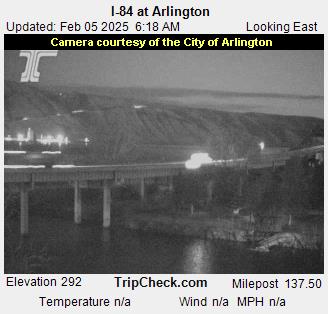 I-84 at Arlington
Updated: Feb 05 2025 6:18 AM Looking East
Camera courtesy of the City of Arlington
Elevation 292 TripCheck.com Milepost 137.50
Temperature n/a Wind n/a MPH n/a